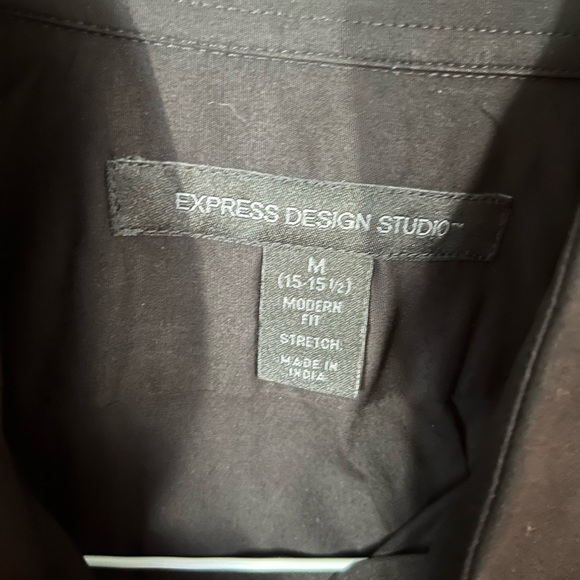 EXPRESS DESIGN STUDIO™
M
(15-15 1/2)
MODERN
FIT
STRETCH
MADE IN
INDIA